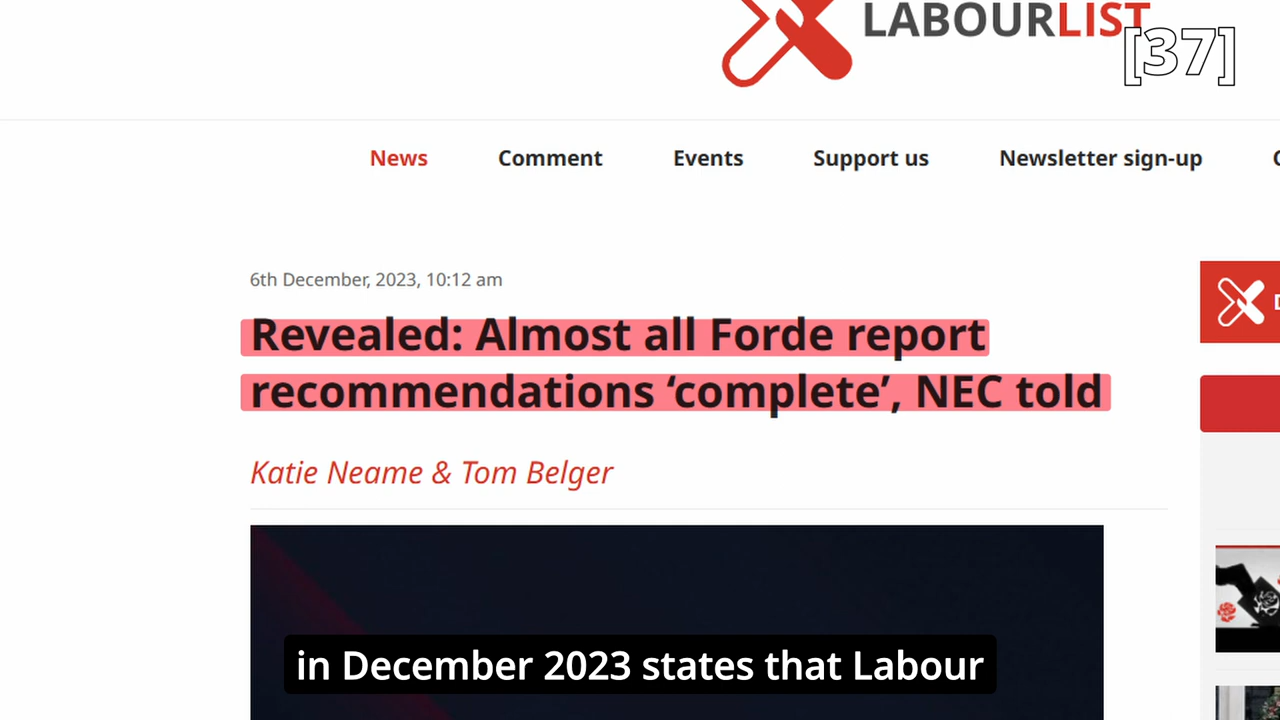 LABOURLIST
[37]
News Comment Events Support us Newsletter sign-up
6th December, 2023, 10:12 am
Revealed: Almost all Forde report
recommendations ‘complete’, NEC told
Katie Neame & Tom Belger
in December 2023 states that Labour